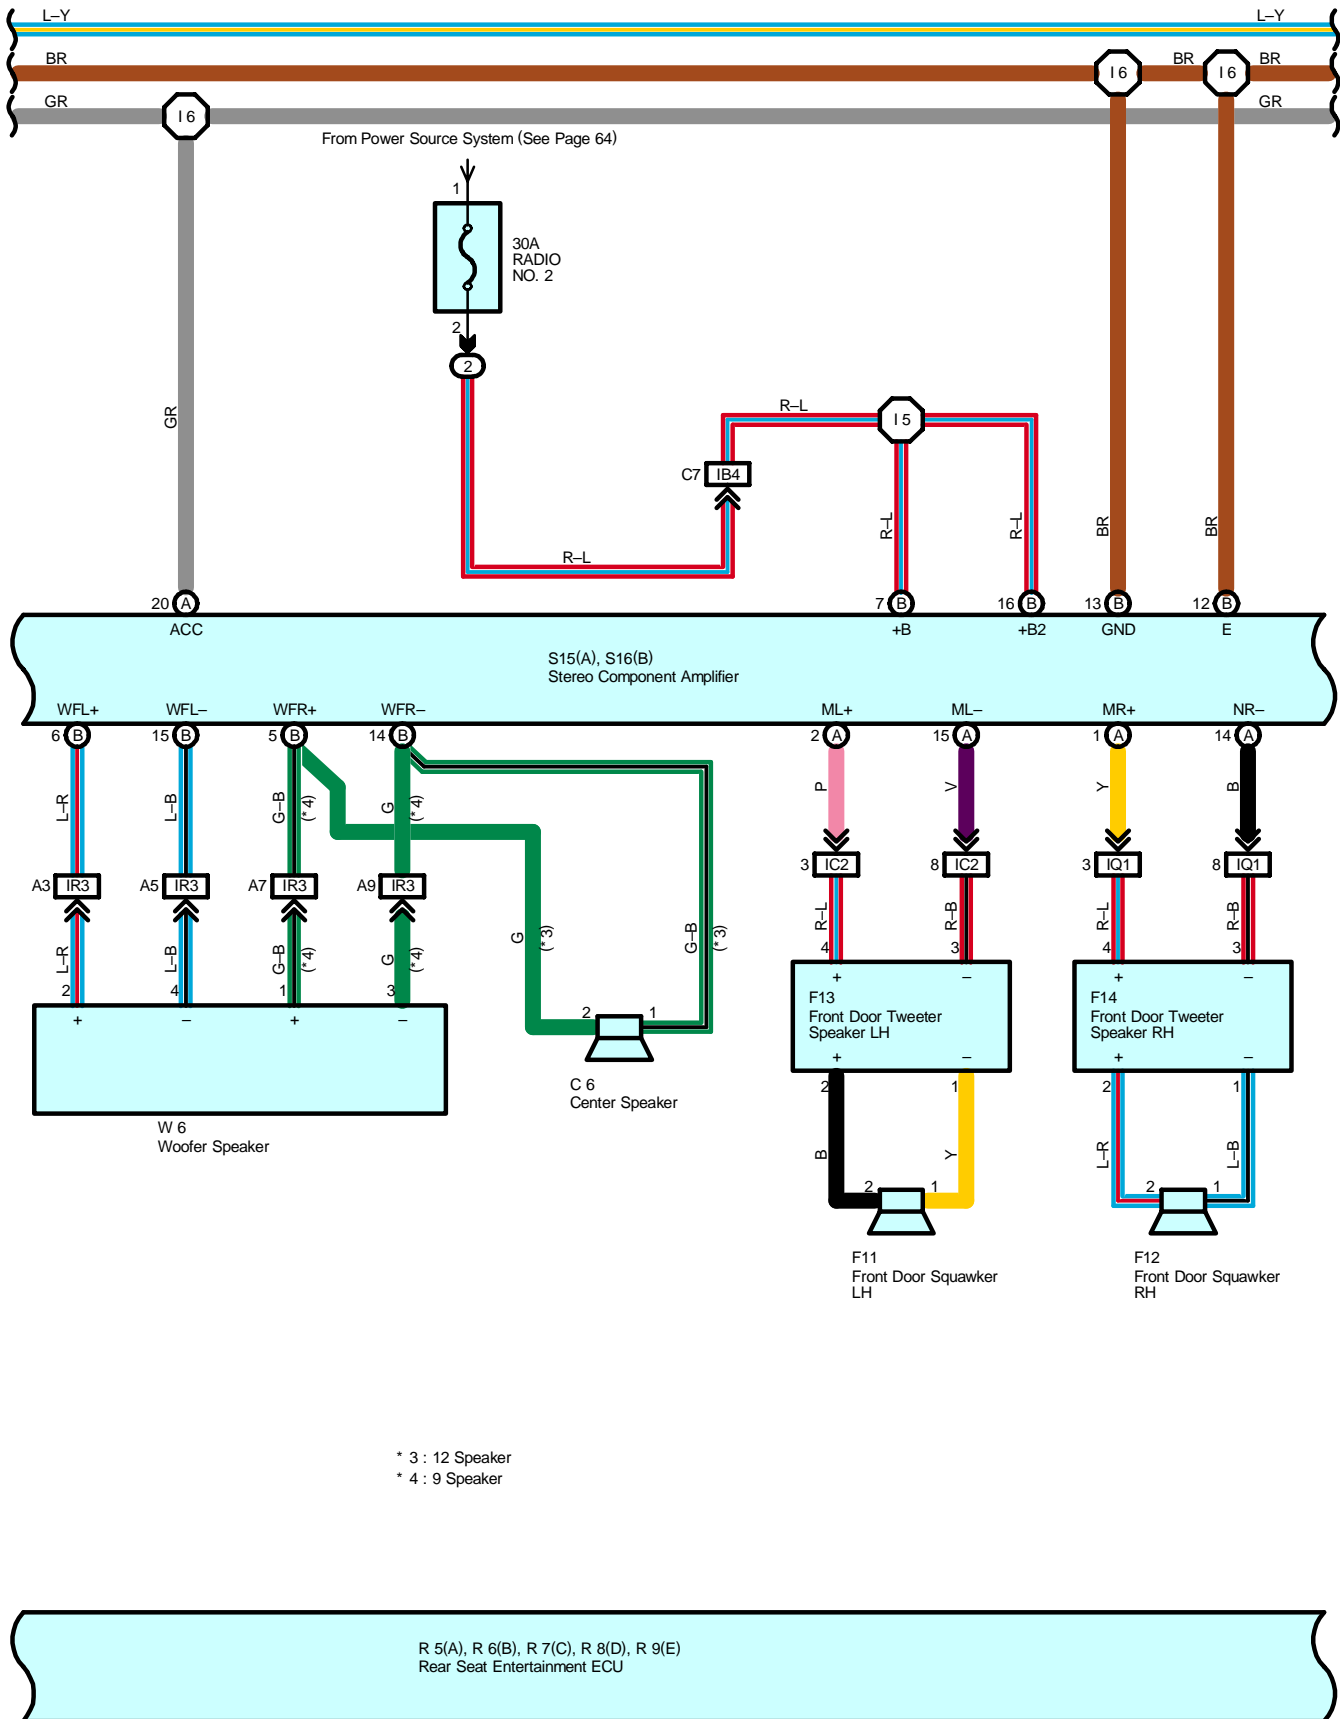 L–Y L–Y
BR BR BR
I 6 I 6
GR GR
I 6
From Power Source System (See Page 64)
1
30A
RADIO
NO. 2
2
2
GR
R–L
I 5
C7 IB4
R–L
R–L
R–L
BR
BR
20 A 7 B 16 B 13 B 12 B
ACC +B +B2 GND E
S15(A), S16(B)
Stereo Component Amplifier
WFL+ WFL– WFR+ WFR– ML+ ML– MR+ NR–
6 B 15 B 5 B 14 B 2 A 15 A 1 A 14 A
L–R L–B G–B (* 4) G (* 4) P V Y B
3 IC2 8 IC2 3 IQ1 8 IQ1
A3 IR3 A5 IR3 A7 IR3 A9 IR3
R–L R–B R–L R–B
L–R L–B G–B (* 4) G (* 4) G (* 3) G–B (* 3)
4 3 4 3
+ – + –
2 4 1 3
+ – + –
F13
Front Door Tweeter
Speaker LH
F14
Front Door Tweeter
Speaker RH
2 1
+ – + –
C 6
Center Speaker
2 1 2 1
W 6
Woofer Speaker
B Y L–R L–B
2 1 2 1
F11
Front Door Squawker
LH
F12
Front Door Squawker
RH
* 3 : 12 Speaker
* 4 : 9 Speaker
R 5(A), R 6(B), R 7(C), R 8(D), R 9(E)
Rear Seat Entertainment ECU